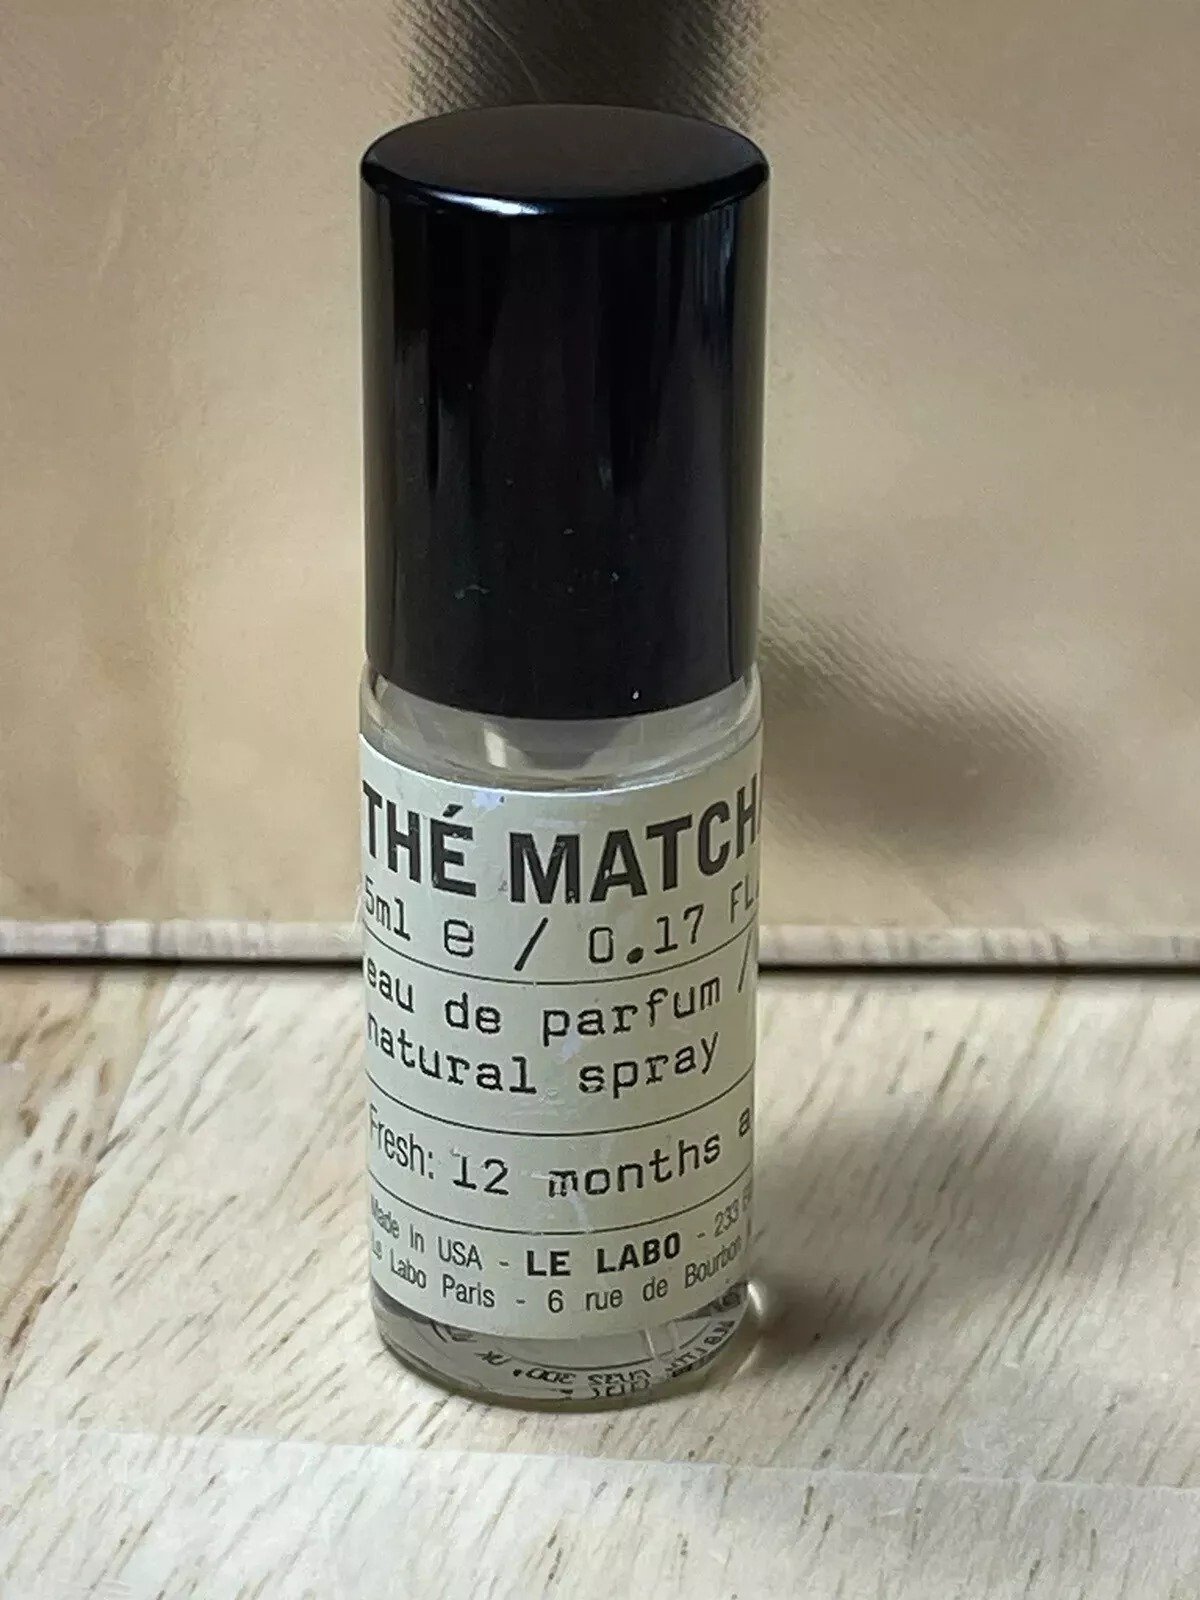 THÉ MATCHA
5ml e / 0.17 FL.
eau de parfum /
natural spray
Fresh: 12 months a
Made In USA - LE LABO - 233
Le Labo Paris - 6 rue de Bourbon